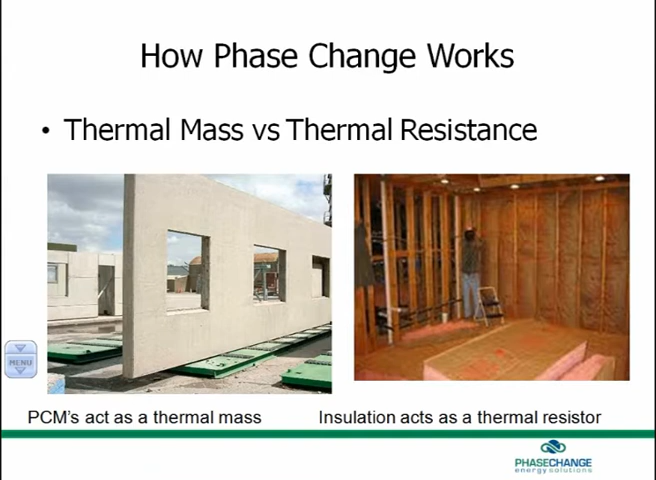 How Phase Change Works
• Thermal Mass vs Thermal Resistance
MENU
PCM's act as a thermal mass
Insulation acts as a thermal resistor
PHASECHANGE
energy solutions